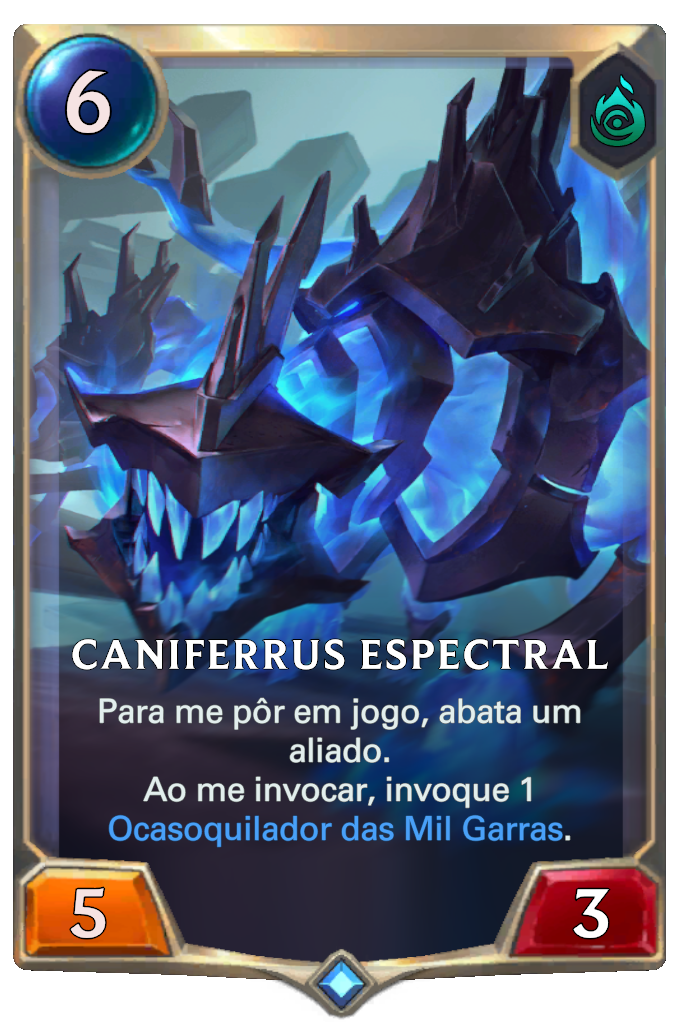 6
CANIFERRUS ESPECTRAL
Para me pôr em jogo, abata um
aliado.
Ao me invocar, invoque 1
Ocasoquilador das Mil Garras.
5
3